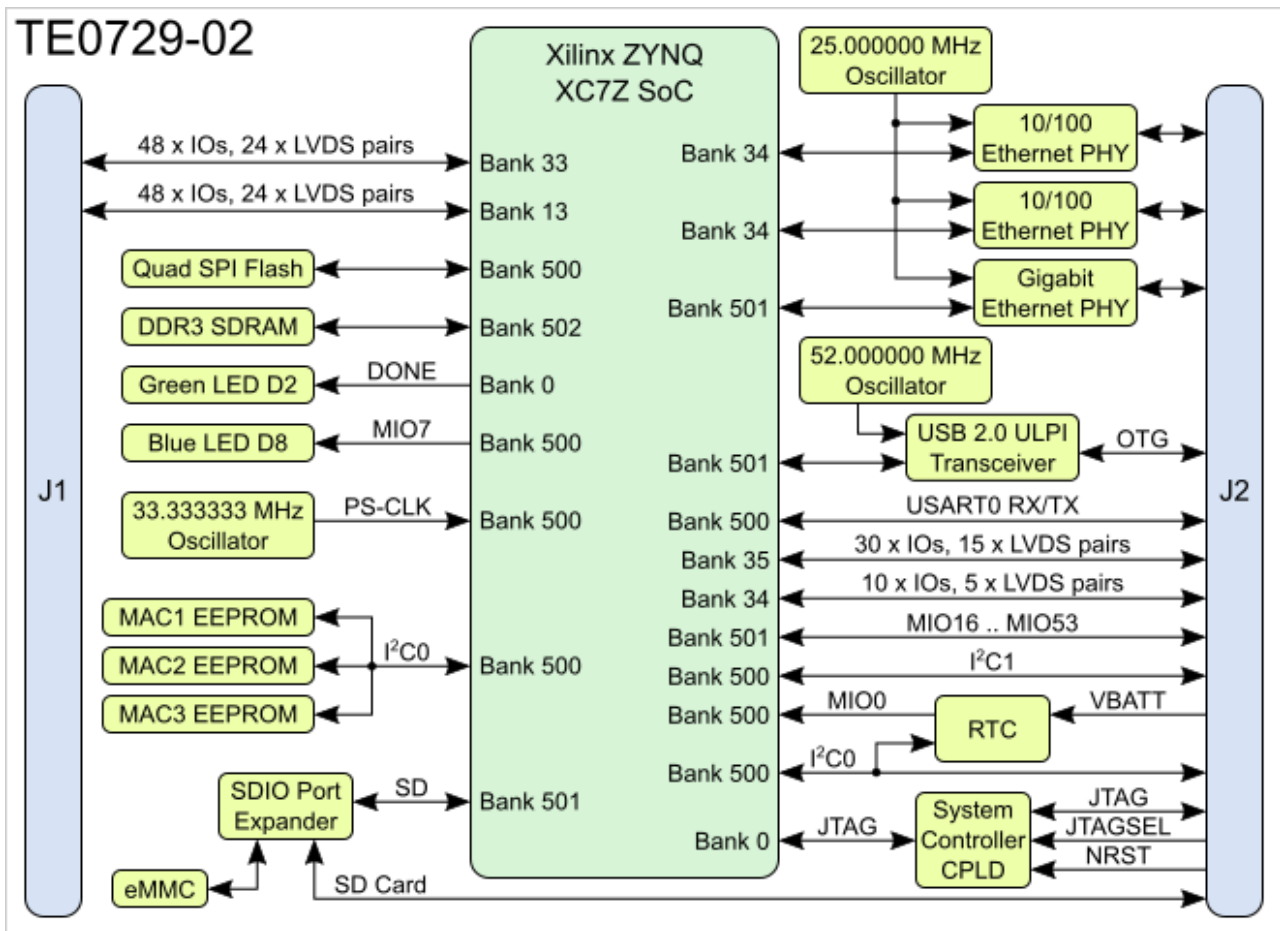 TE0729-02
Xilinx ZYNQ
XC7Z SoC
J1
48 x IOs, 24 x LVDS pairs
Bank 33
48 x IOs, 24 x LVDS pairs
Bank 13
Quad SPI Flash
Bank 500
DDR3 SDRAM
Bank 502
Green LED D2
DONE
Bank 0
Blue LED D8
MIO7
Bank 500
33.333333 MHz
Oscillator
PS-CLK
Bank 500
MAC1 EEPROM
MAC2 EEPROM
MAC3 EEPROM
I²C0
Bank 500
SDIO Port
Expander
SD
Bank 501
eMMC
SD Card
25.000000 MHz
Oscillator
Bank 34
10/100
Ethernet PHY
Bank 34
10/100
Ethernet PHY
Bank 501
Gigabit
Ethernet PHY
52.000000 MHz
Oscillator
Bank 501
USB 2.0 ULPI
Transceiver
OTG
J2
Bank 500
USART0 RX/TX
Bank 35
30 x IOs, 15 x LVDS pairs
Bank 34
10 x IOs, 5 x LVDS pairs
Bank 501
MIO16 .. MIO53
Bank 500
I²C1
Bank 500
MIO0
RTC
VBATT
Bank 500
I²C0
Bank 0
JTAG
System
Controller
CPLD
JTAG
JTAGSEL
NRST